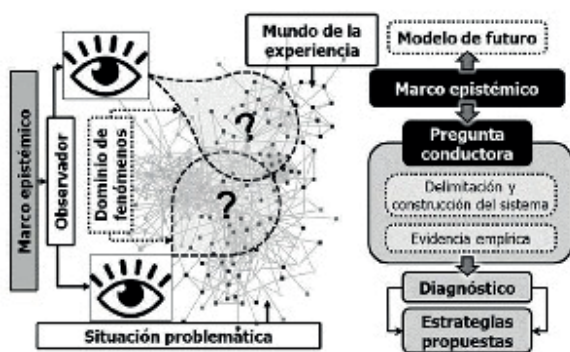 Marco epistémico
Observador
Dominio de
fenómenos
Mundo de la
experiencia
?
?
Situación problemática
Modelo de futuro
Marco epistémico
Pregunta
conductora
Delimitación y
construcción del sistema
Evidencia empírica
Diagnóstico
Estrategias
propuestas